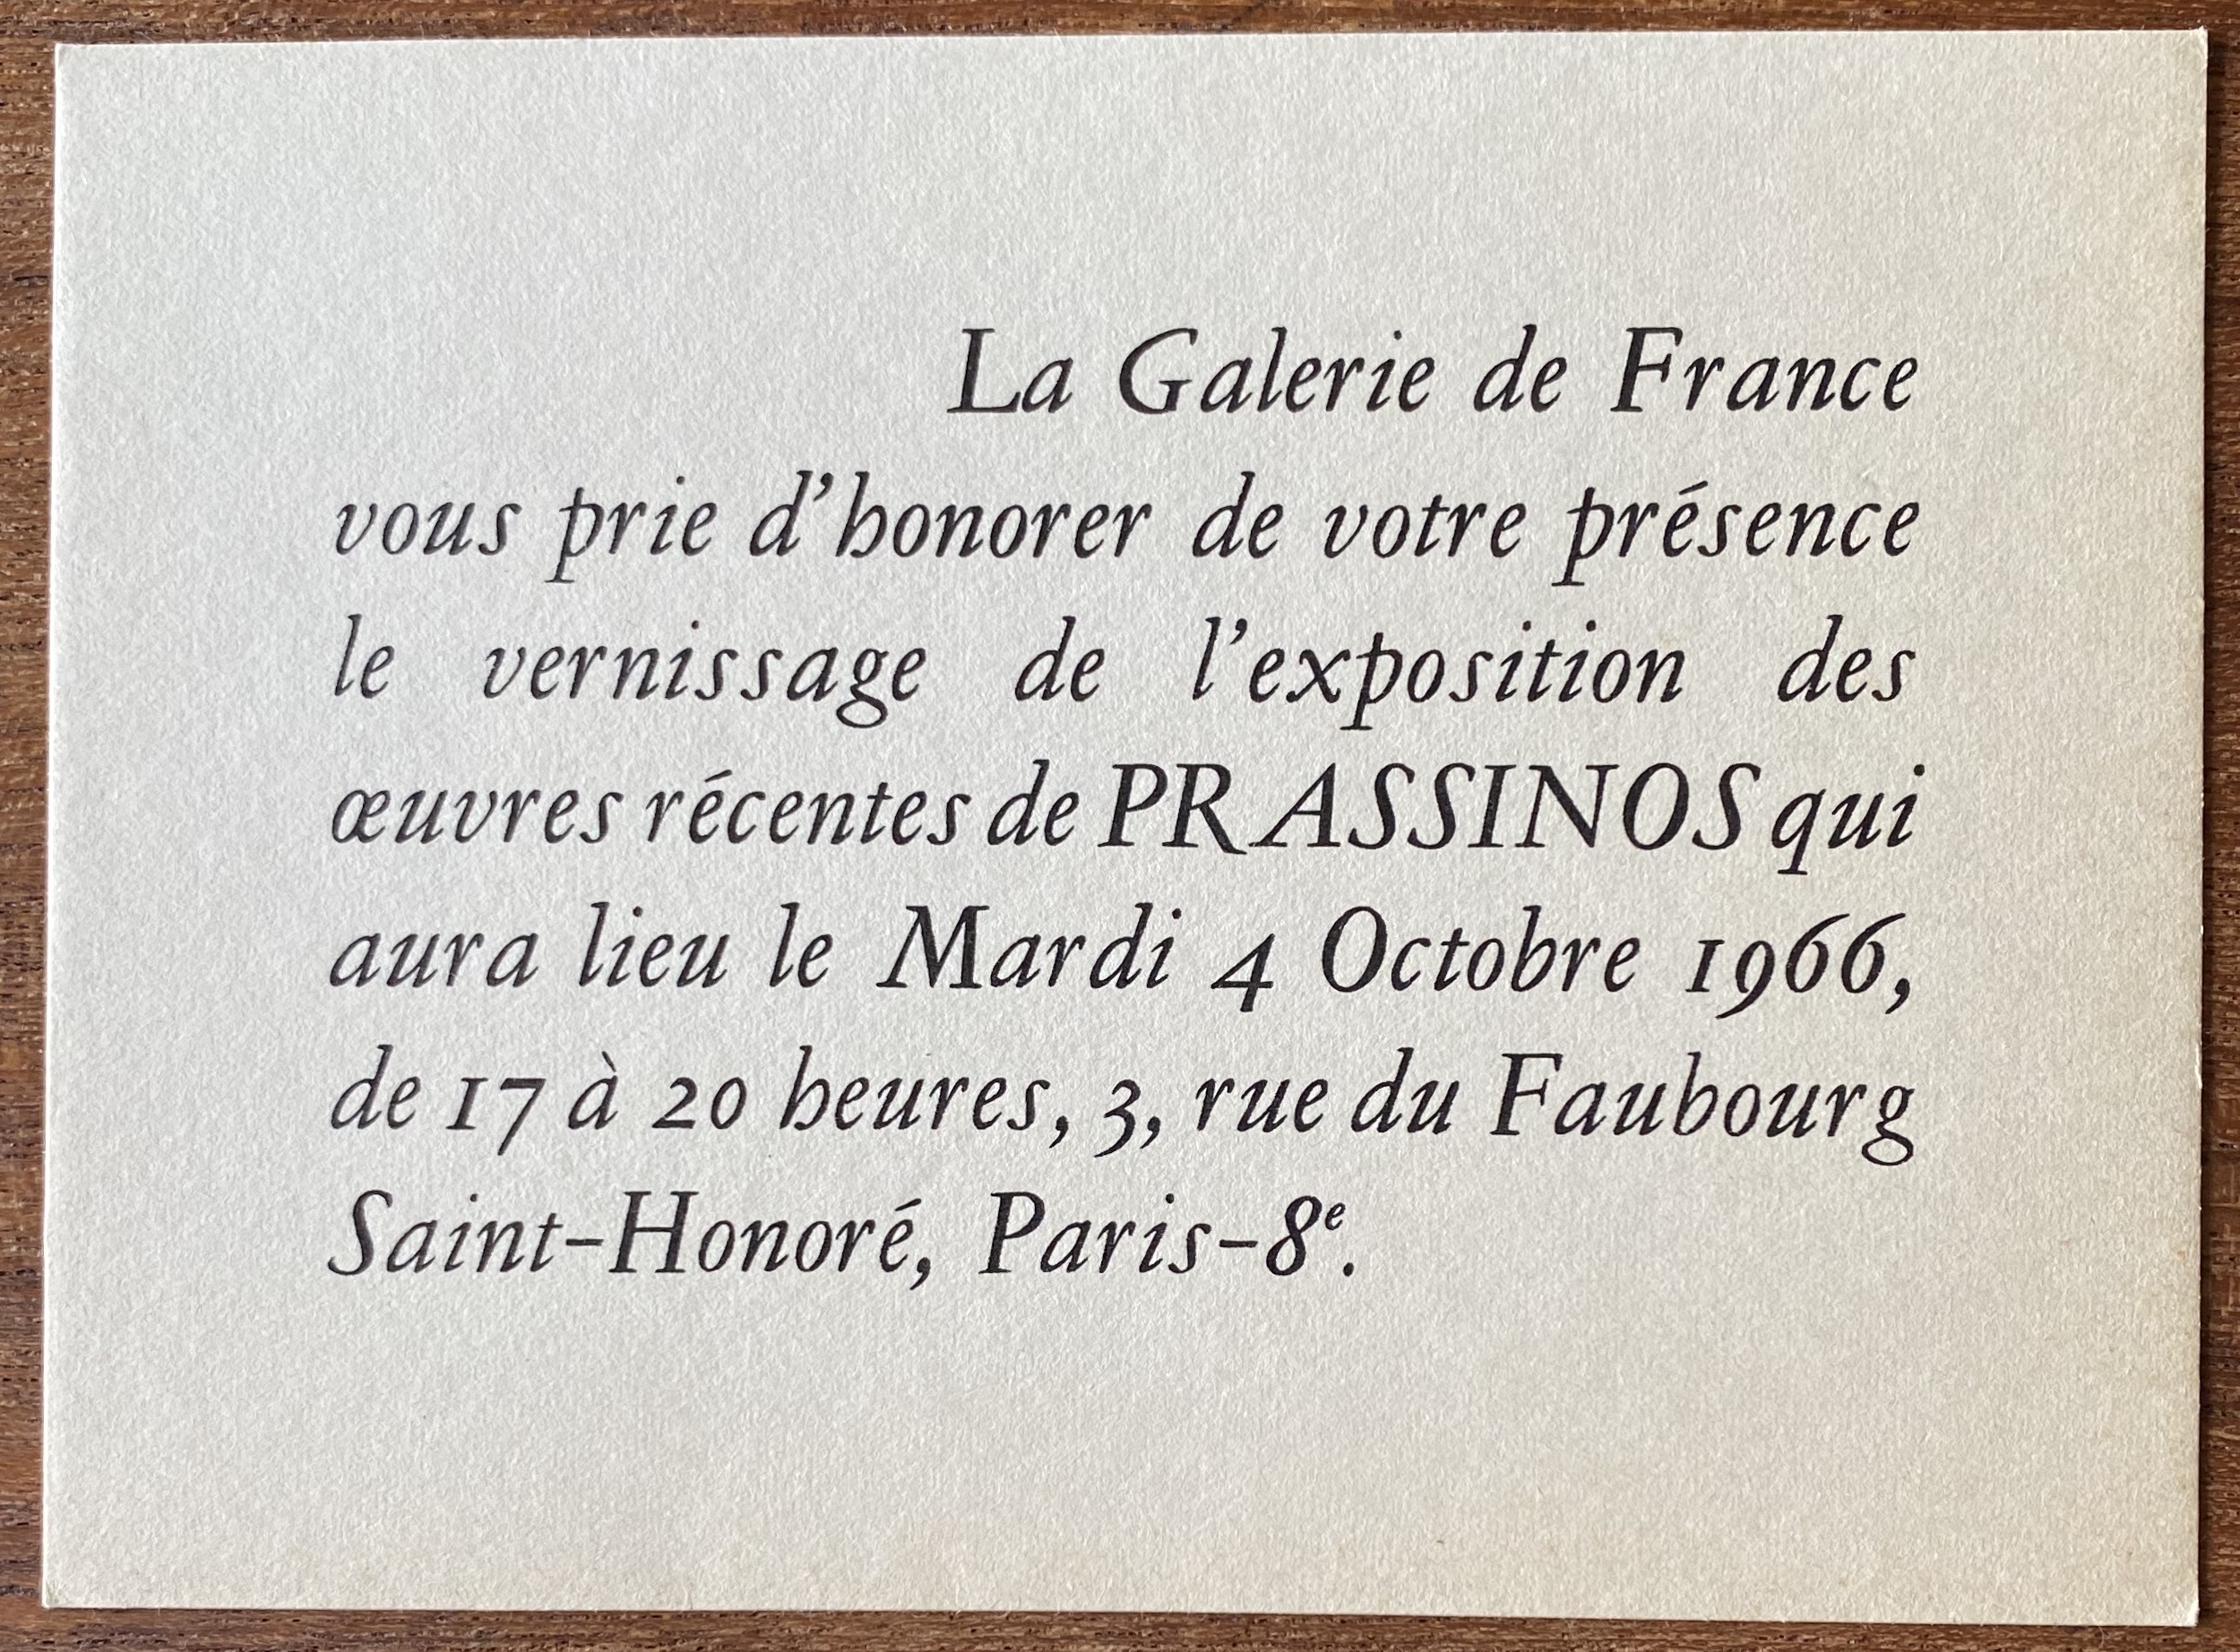 La Galerie de France
vous prie d’honorer de votre présence
le vernissage de l’exposition des
œuvres récentes de PRASSINOS qui
aura lieu le Mardi 4 Octobre 1966,
de 17 à 20 heures, 3, rue du Faubourg
Saint-Honoré, Paris-8e.